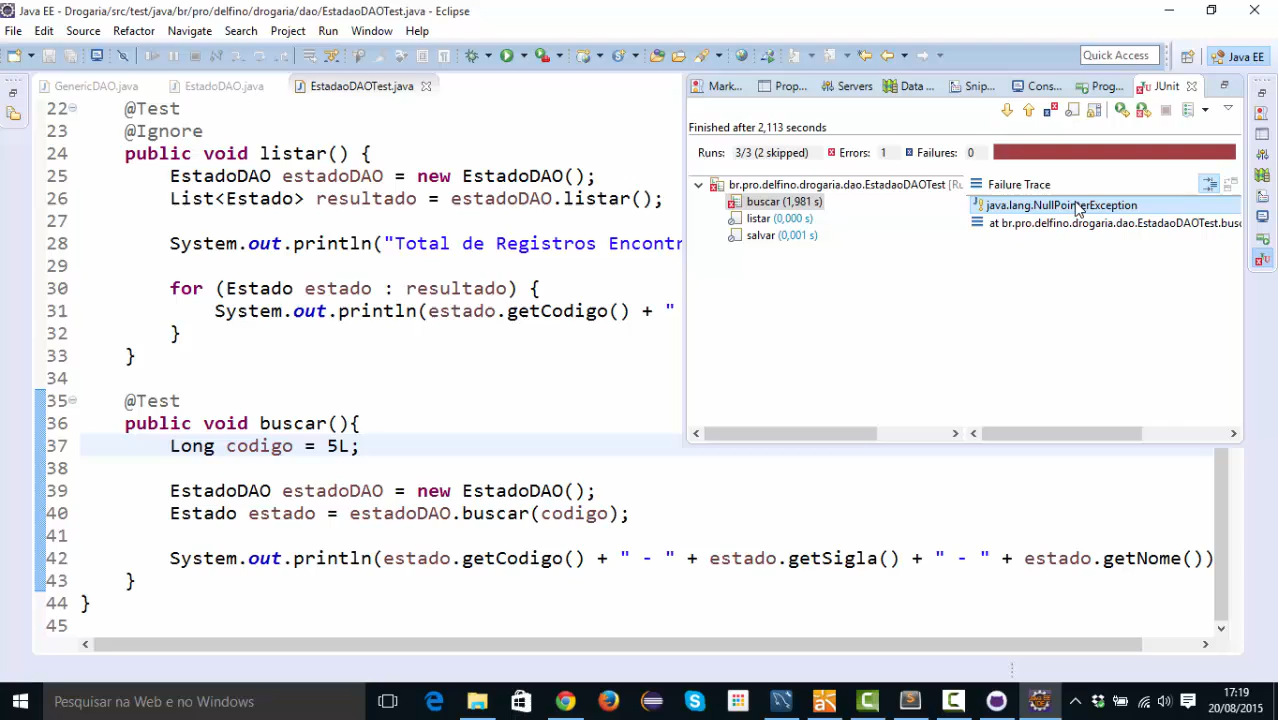 Java EE - Drogaria/src/test/java/br/pro/delfino/drogaria/dao/EstadaoDAOTest.java - Eclipse
File Edit Source Refactor Navigate Search Project Run Window Help
Quick Access
Java EE
GenericDAO.java
EstadoDAO.java
EstadaoDAOTest.java
Mark...
Prop...
Servers
Data ...
Snip...
Cons...
Prog...
JUnit
Finished after 2,113 seconds
Runs: 3/3 (2 skipped) Errors: 1 Failures: 0
br.pro.delfino.drogaria.dao.EstadaoDAOTest [Ru
buscar (1,981 s)
listar (0,000 s)
salvar (0,001 s)
Failure Trace
java.lang.NullPointerException
at br.pro.delfino.drogaria.dao.EstadaoDAOTest.busc
22 @Test
23 @Ignore
24 public void listar() {
25 EstadoDAO estadoDAO = new EstadoDAO();
26 List<Estado> resultado = estadoDAO.listar();
27
28 System.out.println("Total de Registros Encontr
29
30 for (Estado estado : resultado) {
31 System.out.println(estado.getCodigo() + "
32 }
33 }
34
35 @Test
36 public void buscar(){
37 Long codigo = 5L;
38
39 EstadoDAO estadoDAO = new EstadoDAO();
40 Estado estado = estadoDAO.buscar(codigo);
41
42 System.out.println(estado.getCodigo() + " - " + estado.getSigla() + " - " + estado.getNome())
43 }
44 }
45
Pesquisar na Web e no Windows
17:19
20/08/2015